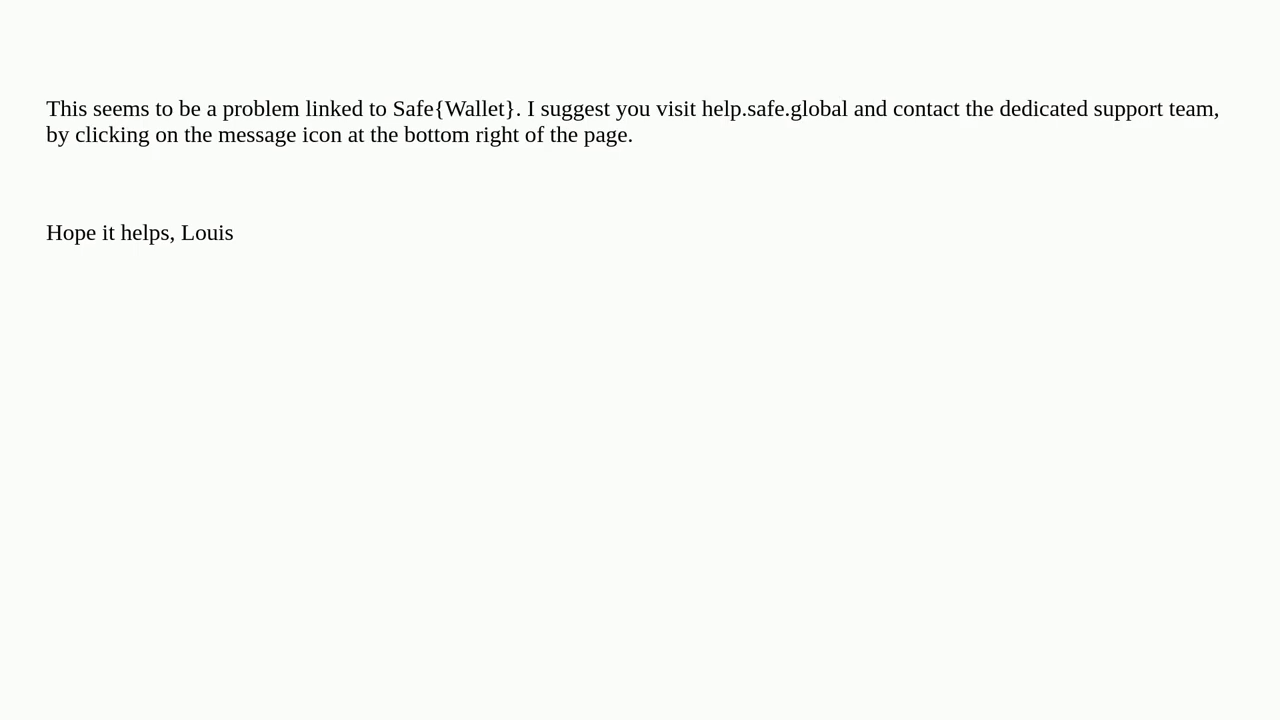 This seems to be a problem linked to Safe{Wallet}. I suggest you visit help.safe.global and contact the dedicated support team,
by clicking on the message icon at the bottom right of the page.
Hope it helps, Louis